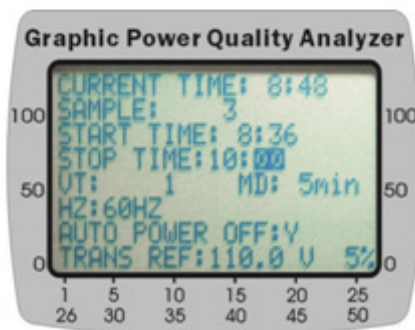 Graphic Power Quality Analyzer
CURRENT TIME: 8:48
SAMPLE: 3
START TIME: 8:36
STOP TIME:10:00
VT: 1 MD: 5min
HZ:60HZ
AUTO POWER OFF:Y
TRANS REF:110.0 V 5%
100 100
50 50
0 0
1 5 10 15 20 25
26 30 35 40 45 50